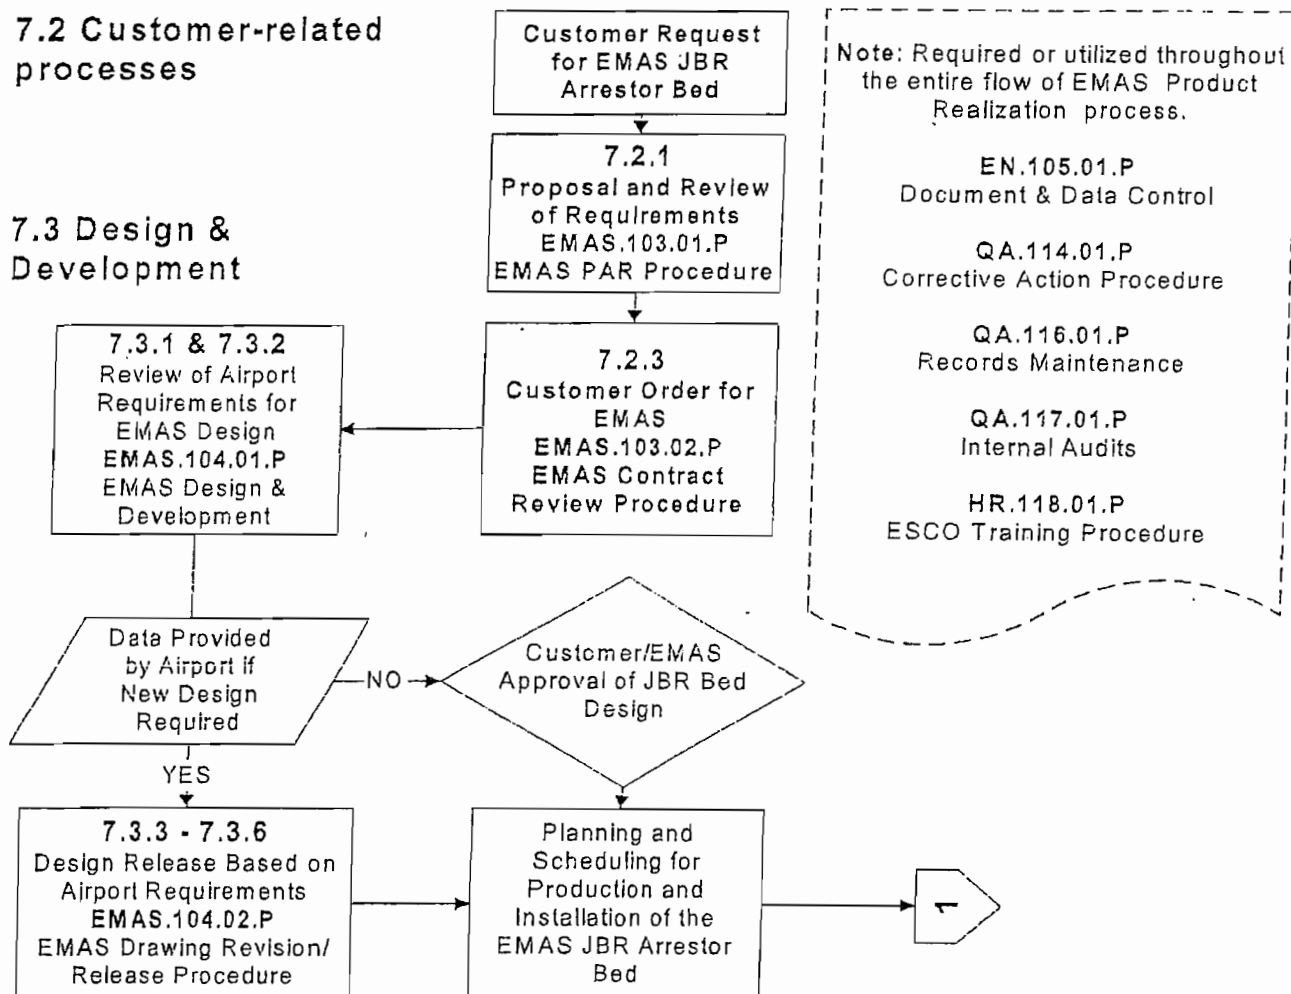 7.2 Customer-related
processes
Customer Request
for EMAS JBR
Arrestor Bed
7.2.1
Proposal and Review
of Requirements
EMAS.103.01.P
EMAS PAR Procedure
7.3 Design &
Development
7.3.1 & 7.3.2
Review of Airport
Requirements for
EMAS Design
EMAS.104.01.P
EMAS Design &
Development
7.2.3
Customer Order for
EMAS
EMAS.103.02.P
EMAS Contract
Review Procedure
Data Provided
by Airport if
New Design
Required
NO
Customer/EMAS
Approval of JBR Bed
Design
YES
7.3.3 - 7.3.6
Design Release Based on
Airport Requirements
EMAS.104.02.P
EMAS Drawing Revision/
Release Procedure
Planning and
Scheduling for
Production and
Installation of the
EMAS JBR Arrestor
Bed
1
Note: Required or utilized throughout
the entire flow of EMAS Product
Realization process.
EN.105.01.P
Document & Data Control
QA.114.01.P
Corrective Action Procedure
QA.116.01.P
Records Maintenance
QA.117.01.P
Internal Audits
HR.118.01.P
ESCO Training Procedure